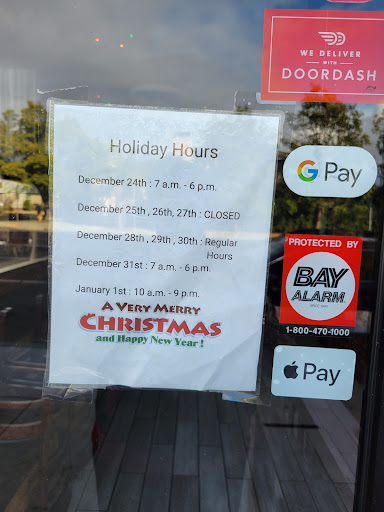 WE DELIVER
WITH
DOORDASH
Holiday Hours
December 24th : 7 a.m. - 6 p.m.
December 25th , 26th, 27th : CLOSED
December 28th , 29th , 30th : Regular
Hours
December 31st : 7 a.m. - 6 p.m.
January 1st : 10 a.m. - 9 p.m.
A VERY MERRY
CHRISTMAS
and Happy New Year !
G Pay
PROTECTED BY
BAY
ALARM
1-800-470-1000
Pay